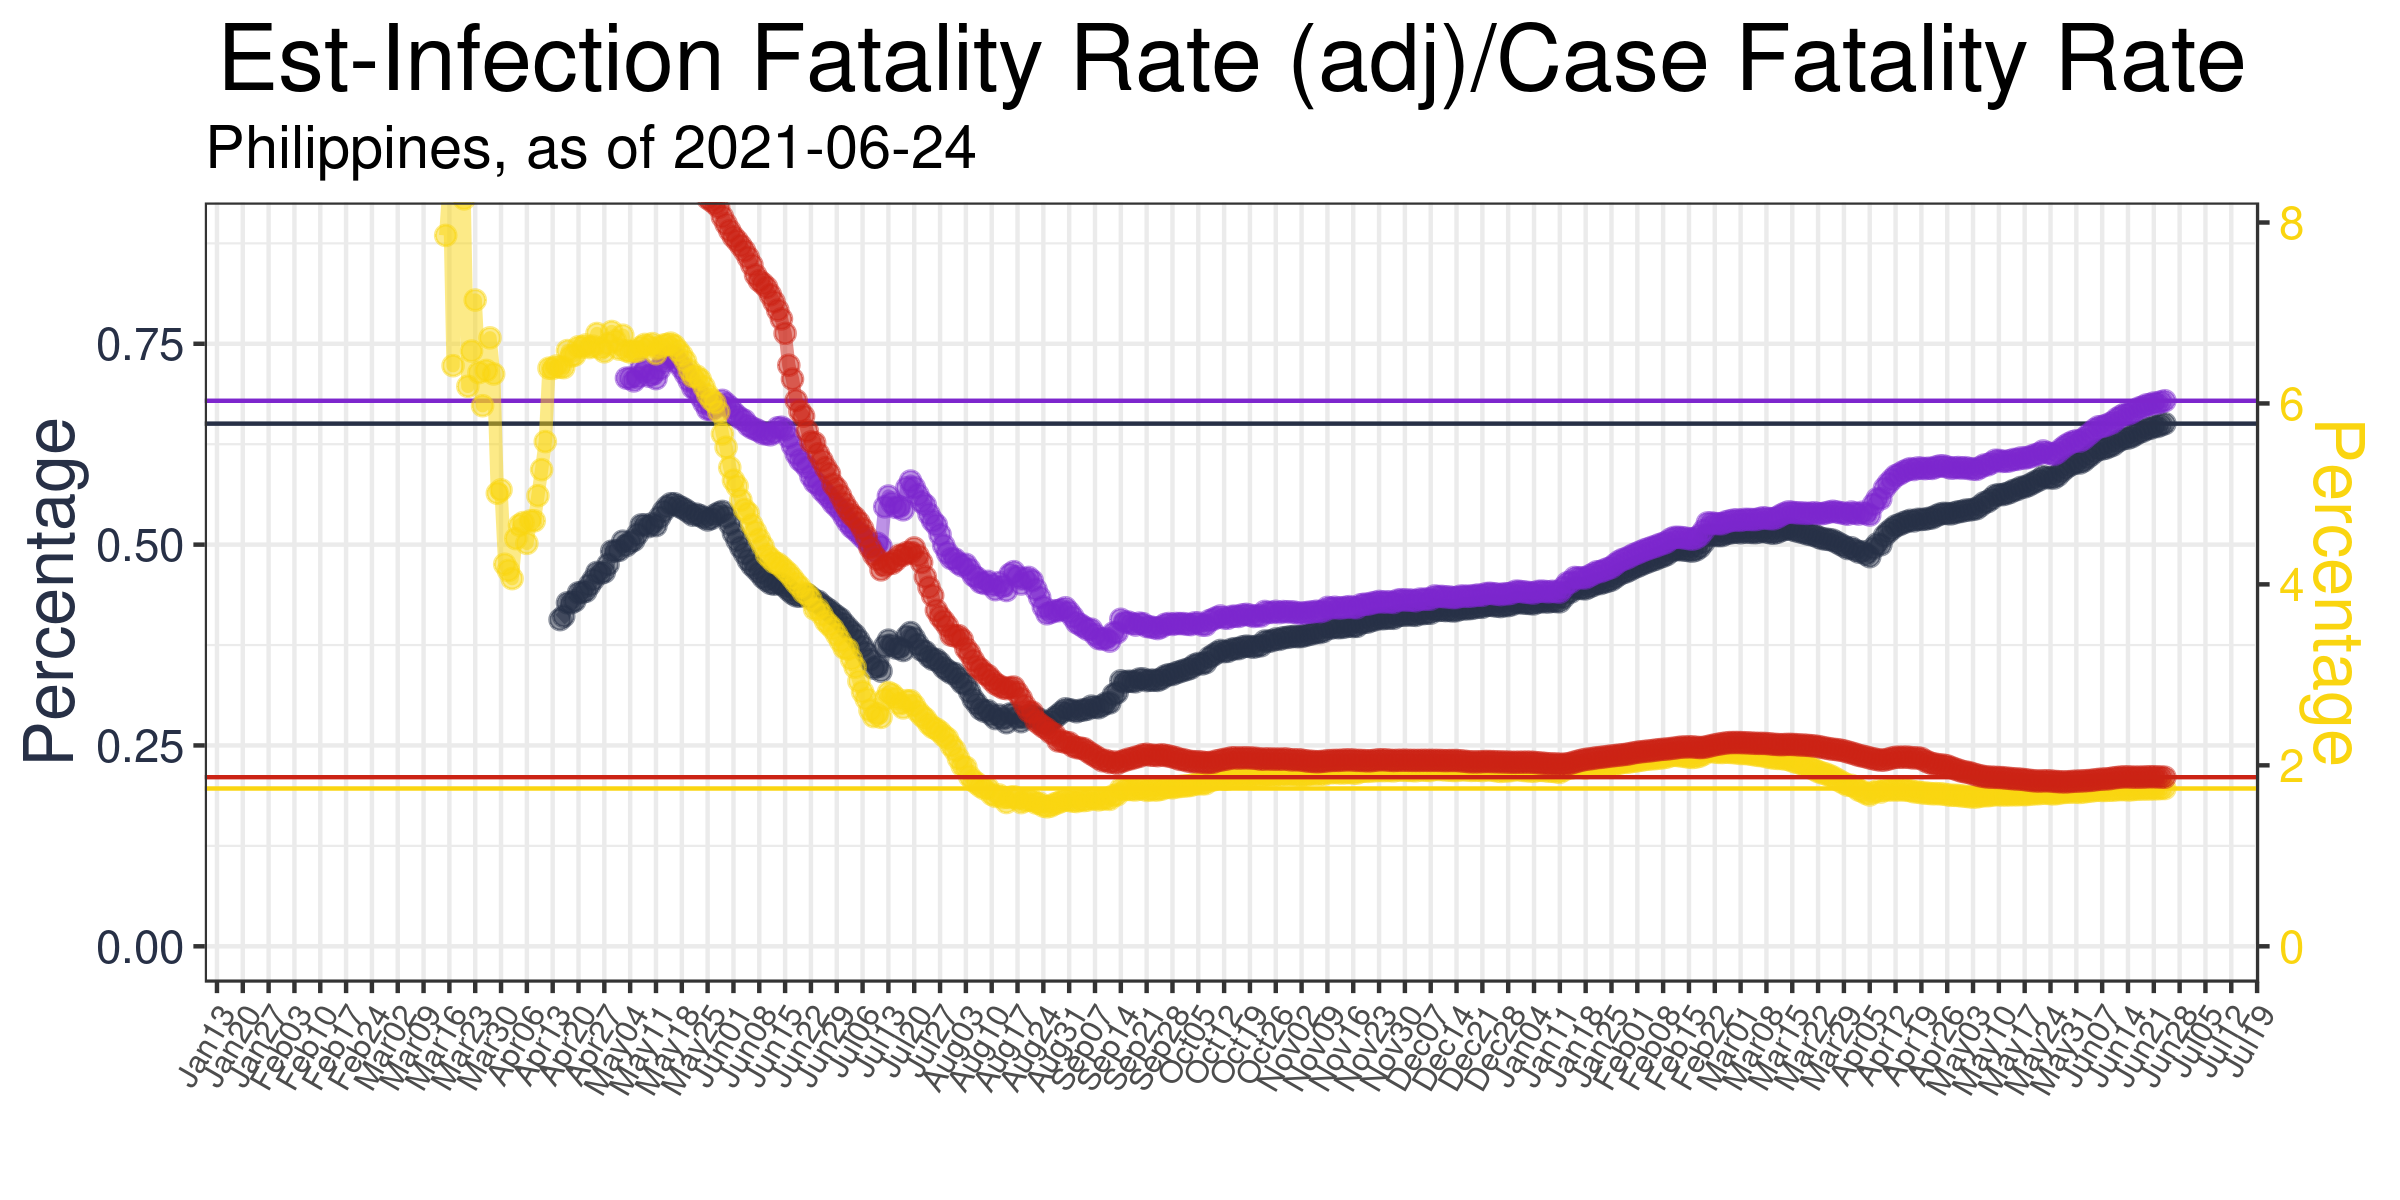 Est-Infection Fatality Rate (adj)/Case Fatality Rate
Philippines, as of 2021-06-24
Percentage
0.75
0.50
0.25
0.00
8
6
4
2
0
Percentage
Jan13
Jan20
Jan27
Feb03
Feb10
Feb17
Feb24
Mar02
Mar09
Mar16
Mar23
Mar30
Apr06
Apr13
Apr20
Apr27
May04
May11
May18
May25
Jun01
Jun08
Jun15
Jun22
Jun29
Jul06
Jul13
Jul20
Jul27
Aug03
Aug10
Aug17
Aug24
Aug31
Sep07
Sep14
Sep21
Sep28
Oct05
Oct12
Oct19
Oct26
Nov02
Nov09
Nov16
Nov23
Nov30
Dec07
Dec14
Dec21
Dec28
Jan04
Jan11
Jan18
Jan25
Feb01
Feb08
Feb15
Feb22
Mar01
Mar08
Mar15
Mar22
Mar29
Apr05
Apr12
Apr19
Apr26
May03
May10
May17
May24
May31
Jun07
Jun14
Jun21
Jun28
Jul05
Jul12
Jul19